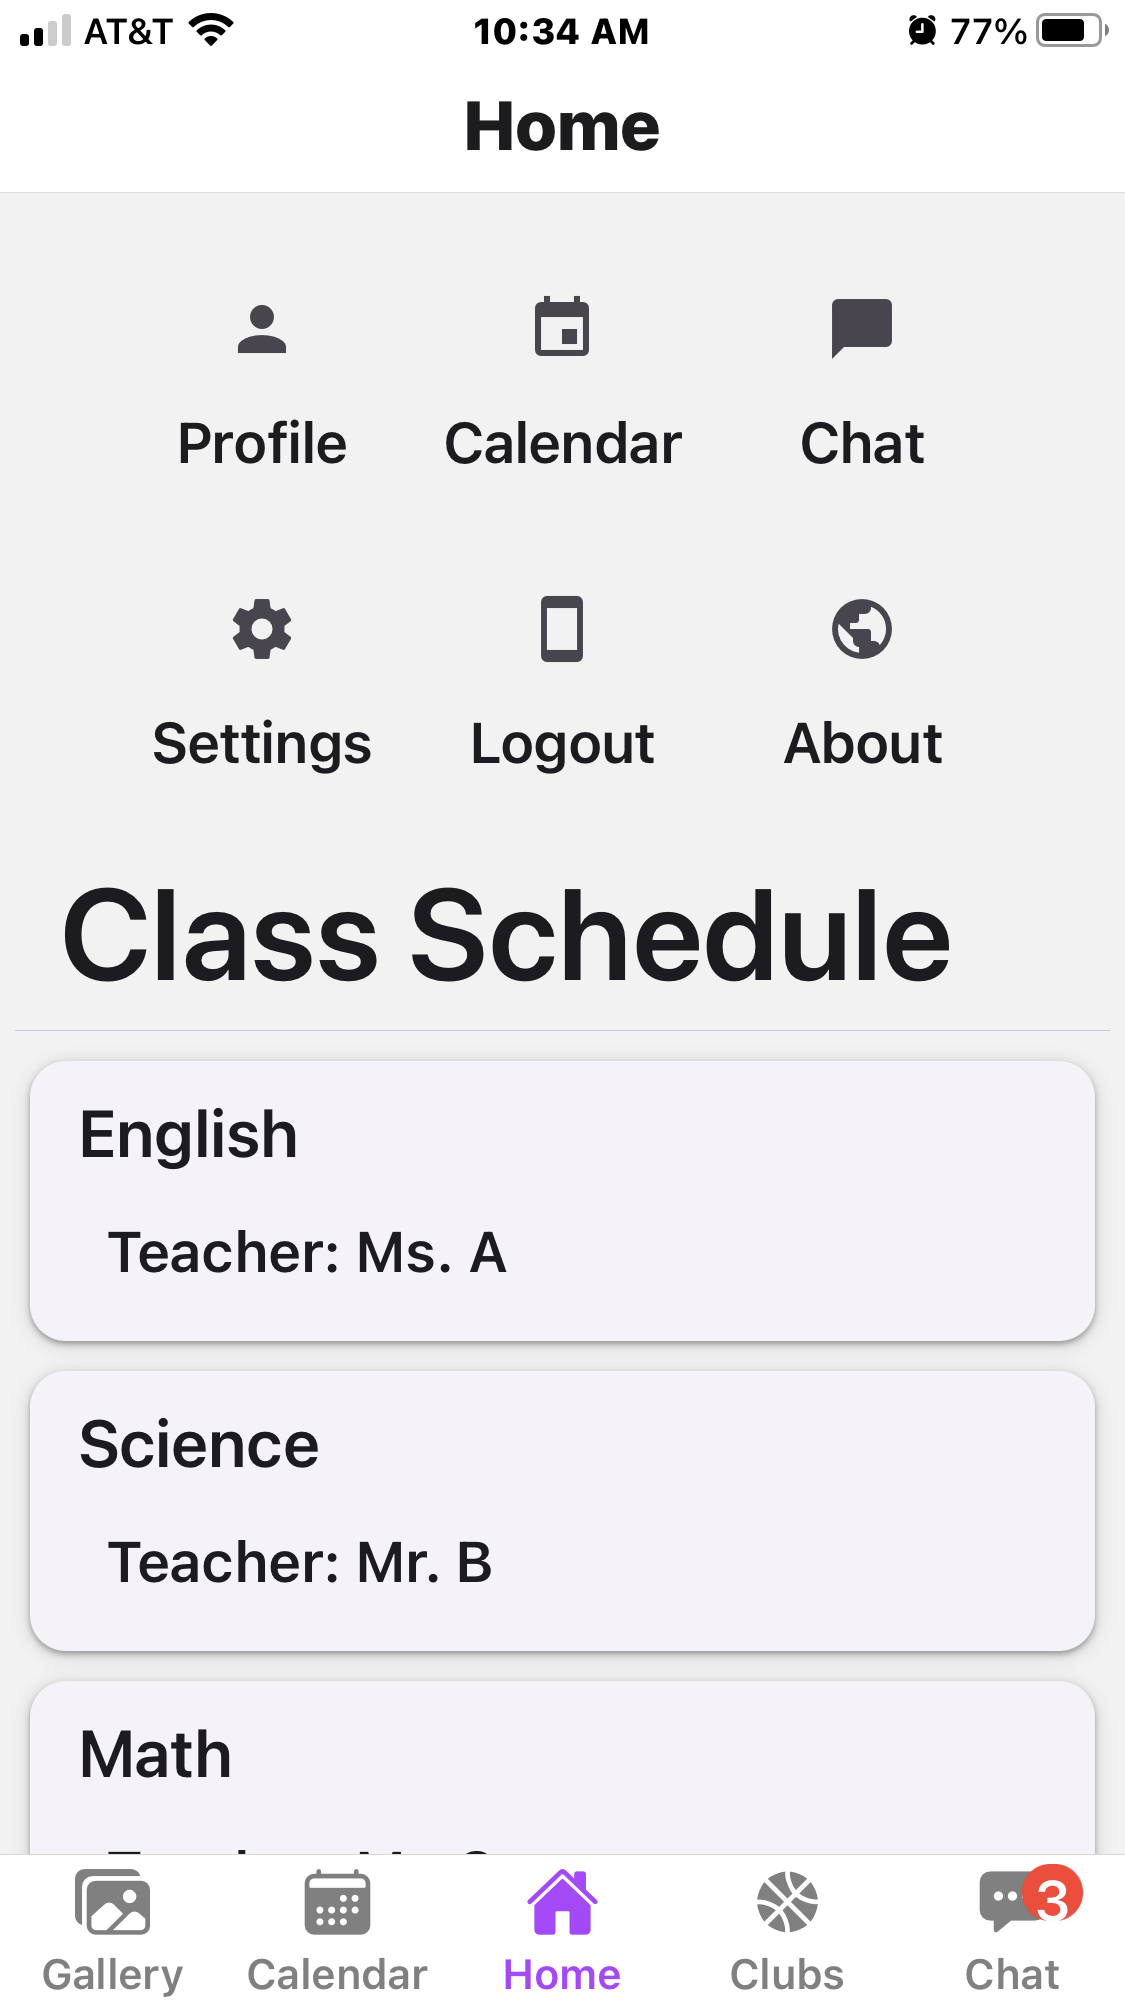 AT&T 10:34 AM 77%
Home
Profile Calendar Chat
Settings Logout About
Class Schedule
English
Teacher: Ms. A
Science
Teacher: Mr. B
Math
Gallery Calendar Home Clubs Chat 3